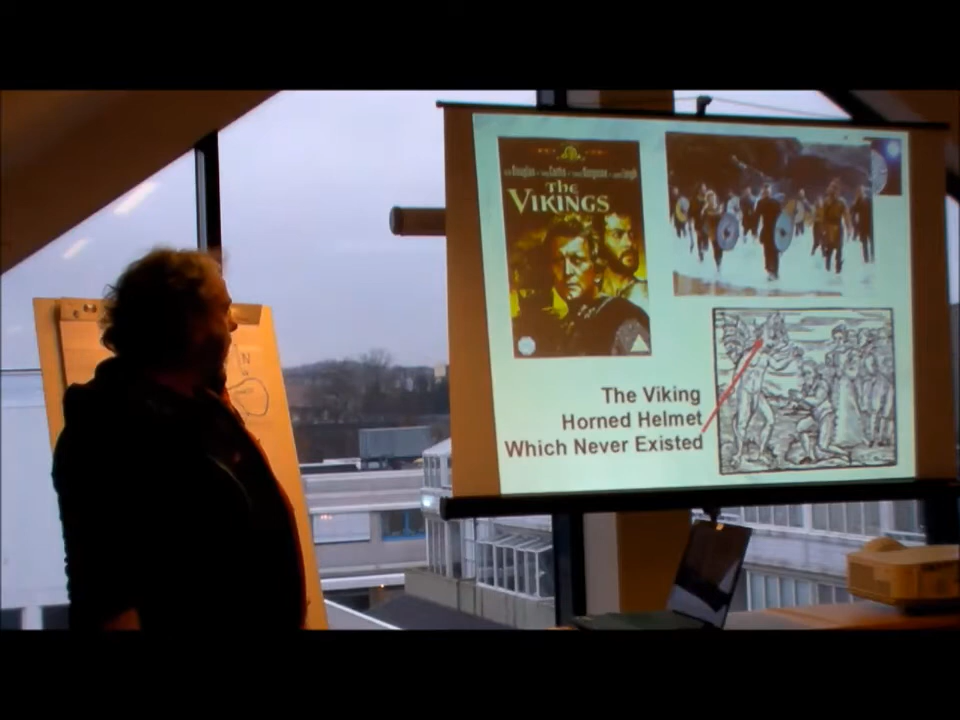 The
VIKINGS
The Viking
Horned Helmet
Which Never Existed
N